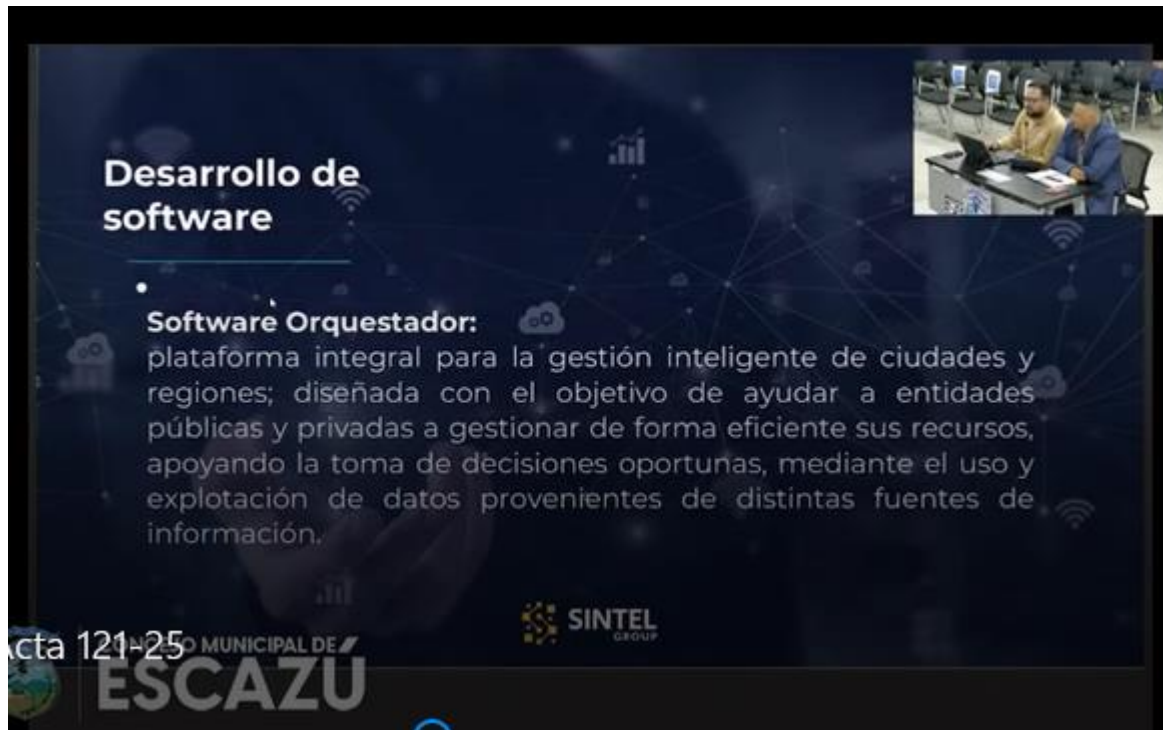 Desarrollo de
software
Software Orquestador:
plataforma integral para la gestión inteligente de ciudades y
regiones; diseñada con el objetivo de ayudar a entidades
públicas y privadas a gestionar de forma eficiente sus recursos,
apoyando la toma de decisiones oportunas, mediante el uso y
explotación de datos provenientes de distintas fuentes de
información.
SINTEL
GROUP
Acta 121-25
MUNICIPAL DE
ESCAZÚ